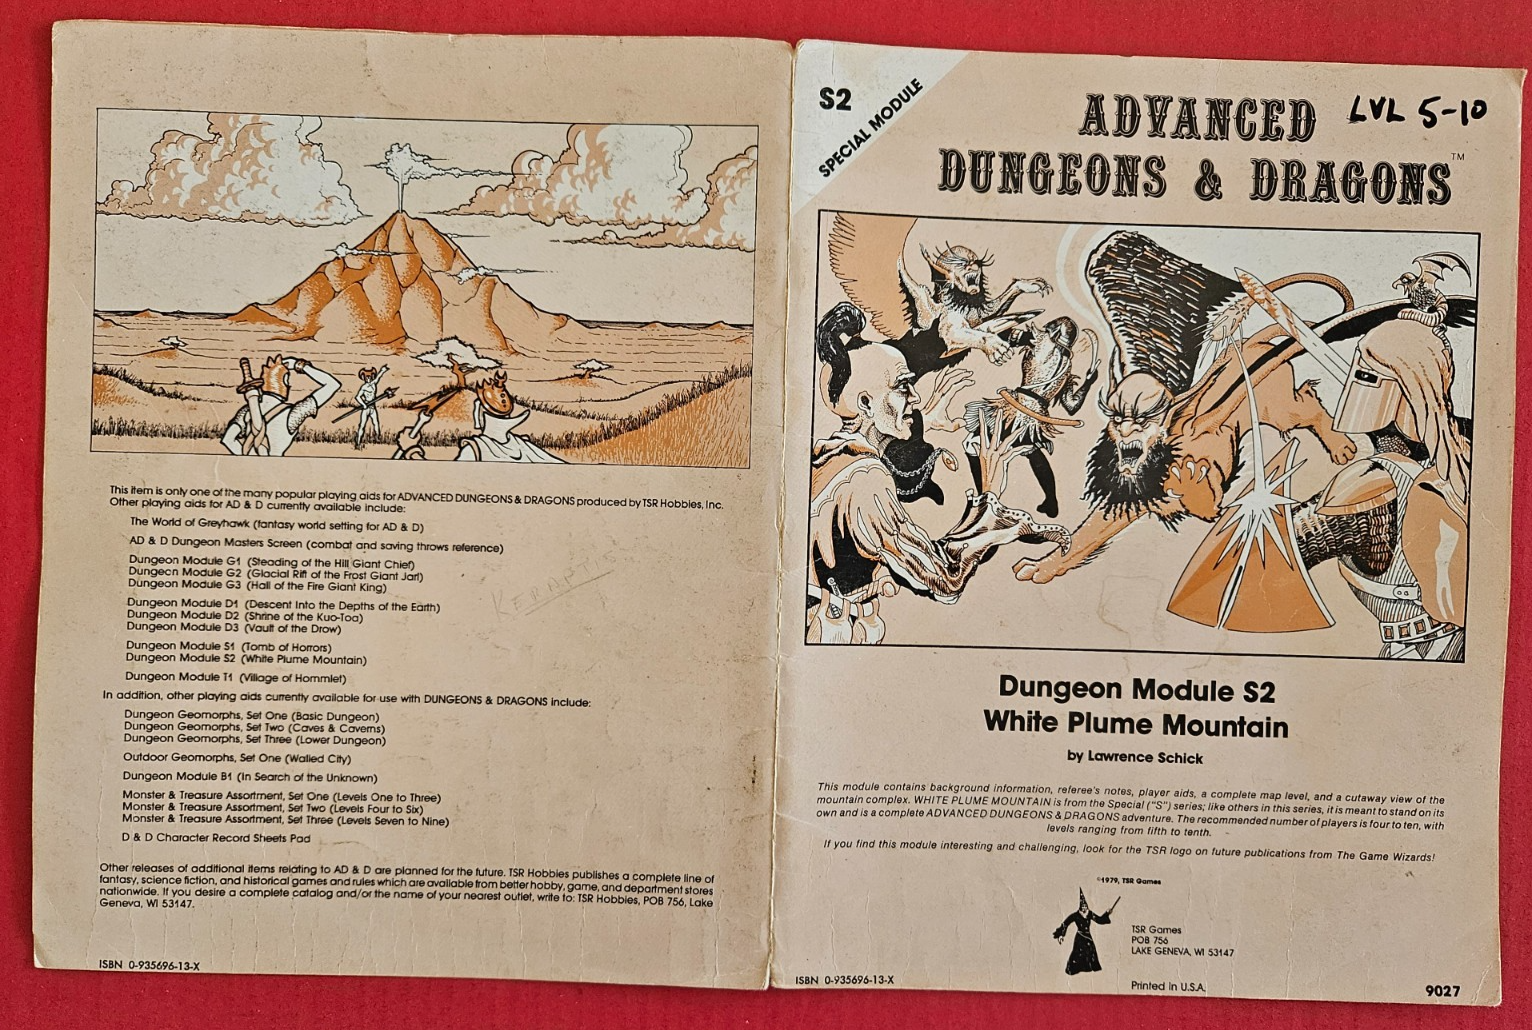 This item is only one of the many popular playing aids for ADVANCED DUNGEONS & DRAGONS produced by TSR Hobbies, Inc.
Other playing aids for AD & D currently available include:
The World of Greyhawk (fantasy world setting for AD & D)
AD & D Dungeon Masters Screen (combat and saving throws reference)
Dungeon Module G1 (Steading of the Hill Giant Chief)
Dungeon Module G2 (Glacial Rift of the Frost Giant Jarl)
Dungeon Module G3 (Hall of the Fire Giant King)
Dungeon Module D1 (Descent Into the Depths of the Earth)
Dungeon Module D2 (Shrine of the Kuo-Toa)
Dungeon Module D3 (Vault of the Drow)
Dungeon Module S1 (Tomb of Horrors)
Dungeon Module S2 (White Plume Mountain)
Dungeon Module T1 (Village of Hommlet)
In addition, other playing aids currently available for use with DUNGEONS & DRAGONS include:
Dungeon Geomorphs, Set One (Basic Dungeon)
Dungeon Geomorphs, Set Two (Caves & Caverns)
Dungeon Geomorphs, Set Three (Lower Dungeon)
Outdoor Geomorphs, Set One (Walled City)
Dungeon Module B1 (In Search of the Unknown)
Monster & Treasure Assortment, Set One (Levels One to Three)
Monster & Treasure Assortment, Set Two (Levels Four to Six)
Monster & Treasure Assortment, Set Three (Levels Seven to Nine)
D & D Character Record Sheets Pad
Other releases of additional items relating to AD & D are planned for the future. TSR Hobbies publishes a complete line of
fantasy, science fiction, and historical games and rules which are available from better hobby, game, and department stores
nationwide. If you desire a complete catalog and/or the name of your nearest outlet, write to: TSR Hobbies, POB 756, Lake
Geneva, WI 53147.
ISBN 0-935696-13-X
S2
SPECIAL MODULE
ADVANCED
LVL 5-10
DUNGEONS & DRAGONS™
Dungeon Module S2
White Plume Mountain
by Lawrence Schick
This module contains background information, referee's notes, player aids, a complete map level, and a cutaway view of the
mountain complex. WHITE PLUME MOUNTAIN is from the Special ("S") series; like others in this series, it is meant to stand on its
own and is a complete ADVANCED DUNGEONS & DRAGONS adventure. The recommended number of players is four to ten, with
levels ranging from fifth to tenth.
If you find this module interesting and challenging, look for the TSR logo on future publications from The Game Wizards!
©1979, TSR Games
TSR Games
POB 756
LAKE GENEVA, WI 53147
ISBN 0-935696-13-X
Printed in U.S.A.
9027